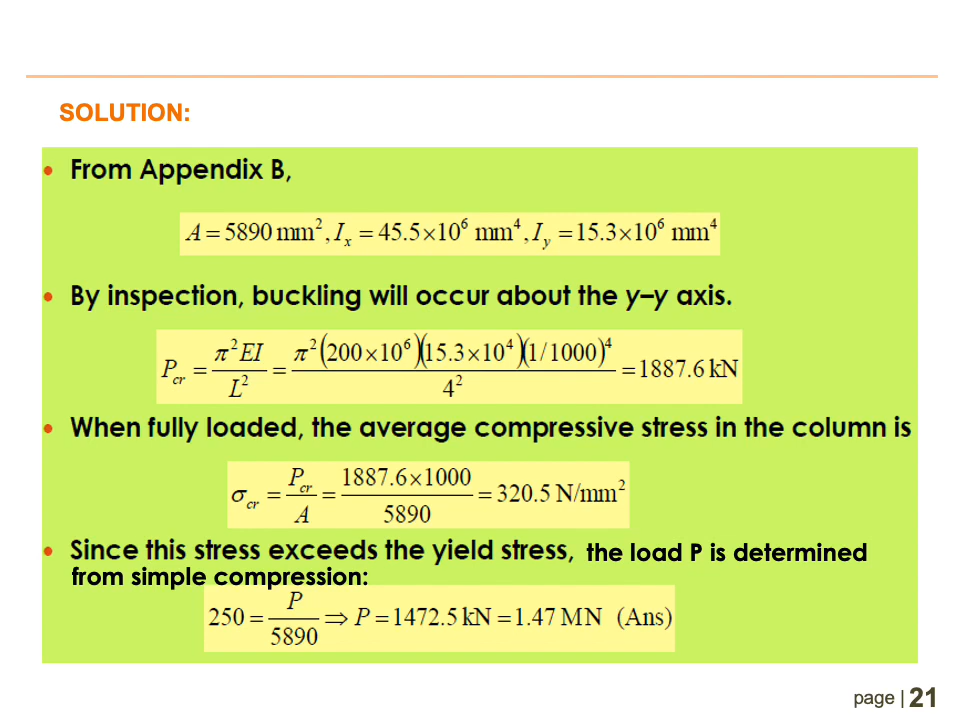 SOLUTION:
• From Appendix B,
A = 5890 mm², Iₓ = 45.5×10⁶ mm⁴, I_y = 15.3×10⁶ mm⁴
• By inspection, buckling will occur about the y–y axis.
P_cr = π²EI / L² = π²(200×10⁶)(15.3×10⁴)(1/1000)⁴ / 4² = 1887.6 kN
• When fully loaded, the average compressive stress in the column is
σ_cr = P_cr / A = 1887.6×1000 / 5890 = 320.5 N/mm²
• Since this stress exceeds the yield stress, the load P is determined
from simple compression:
250 = P / 5890 ⇒ P = 1472.5 kN = 1.47 MN (Ans)
page | 21